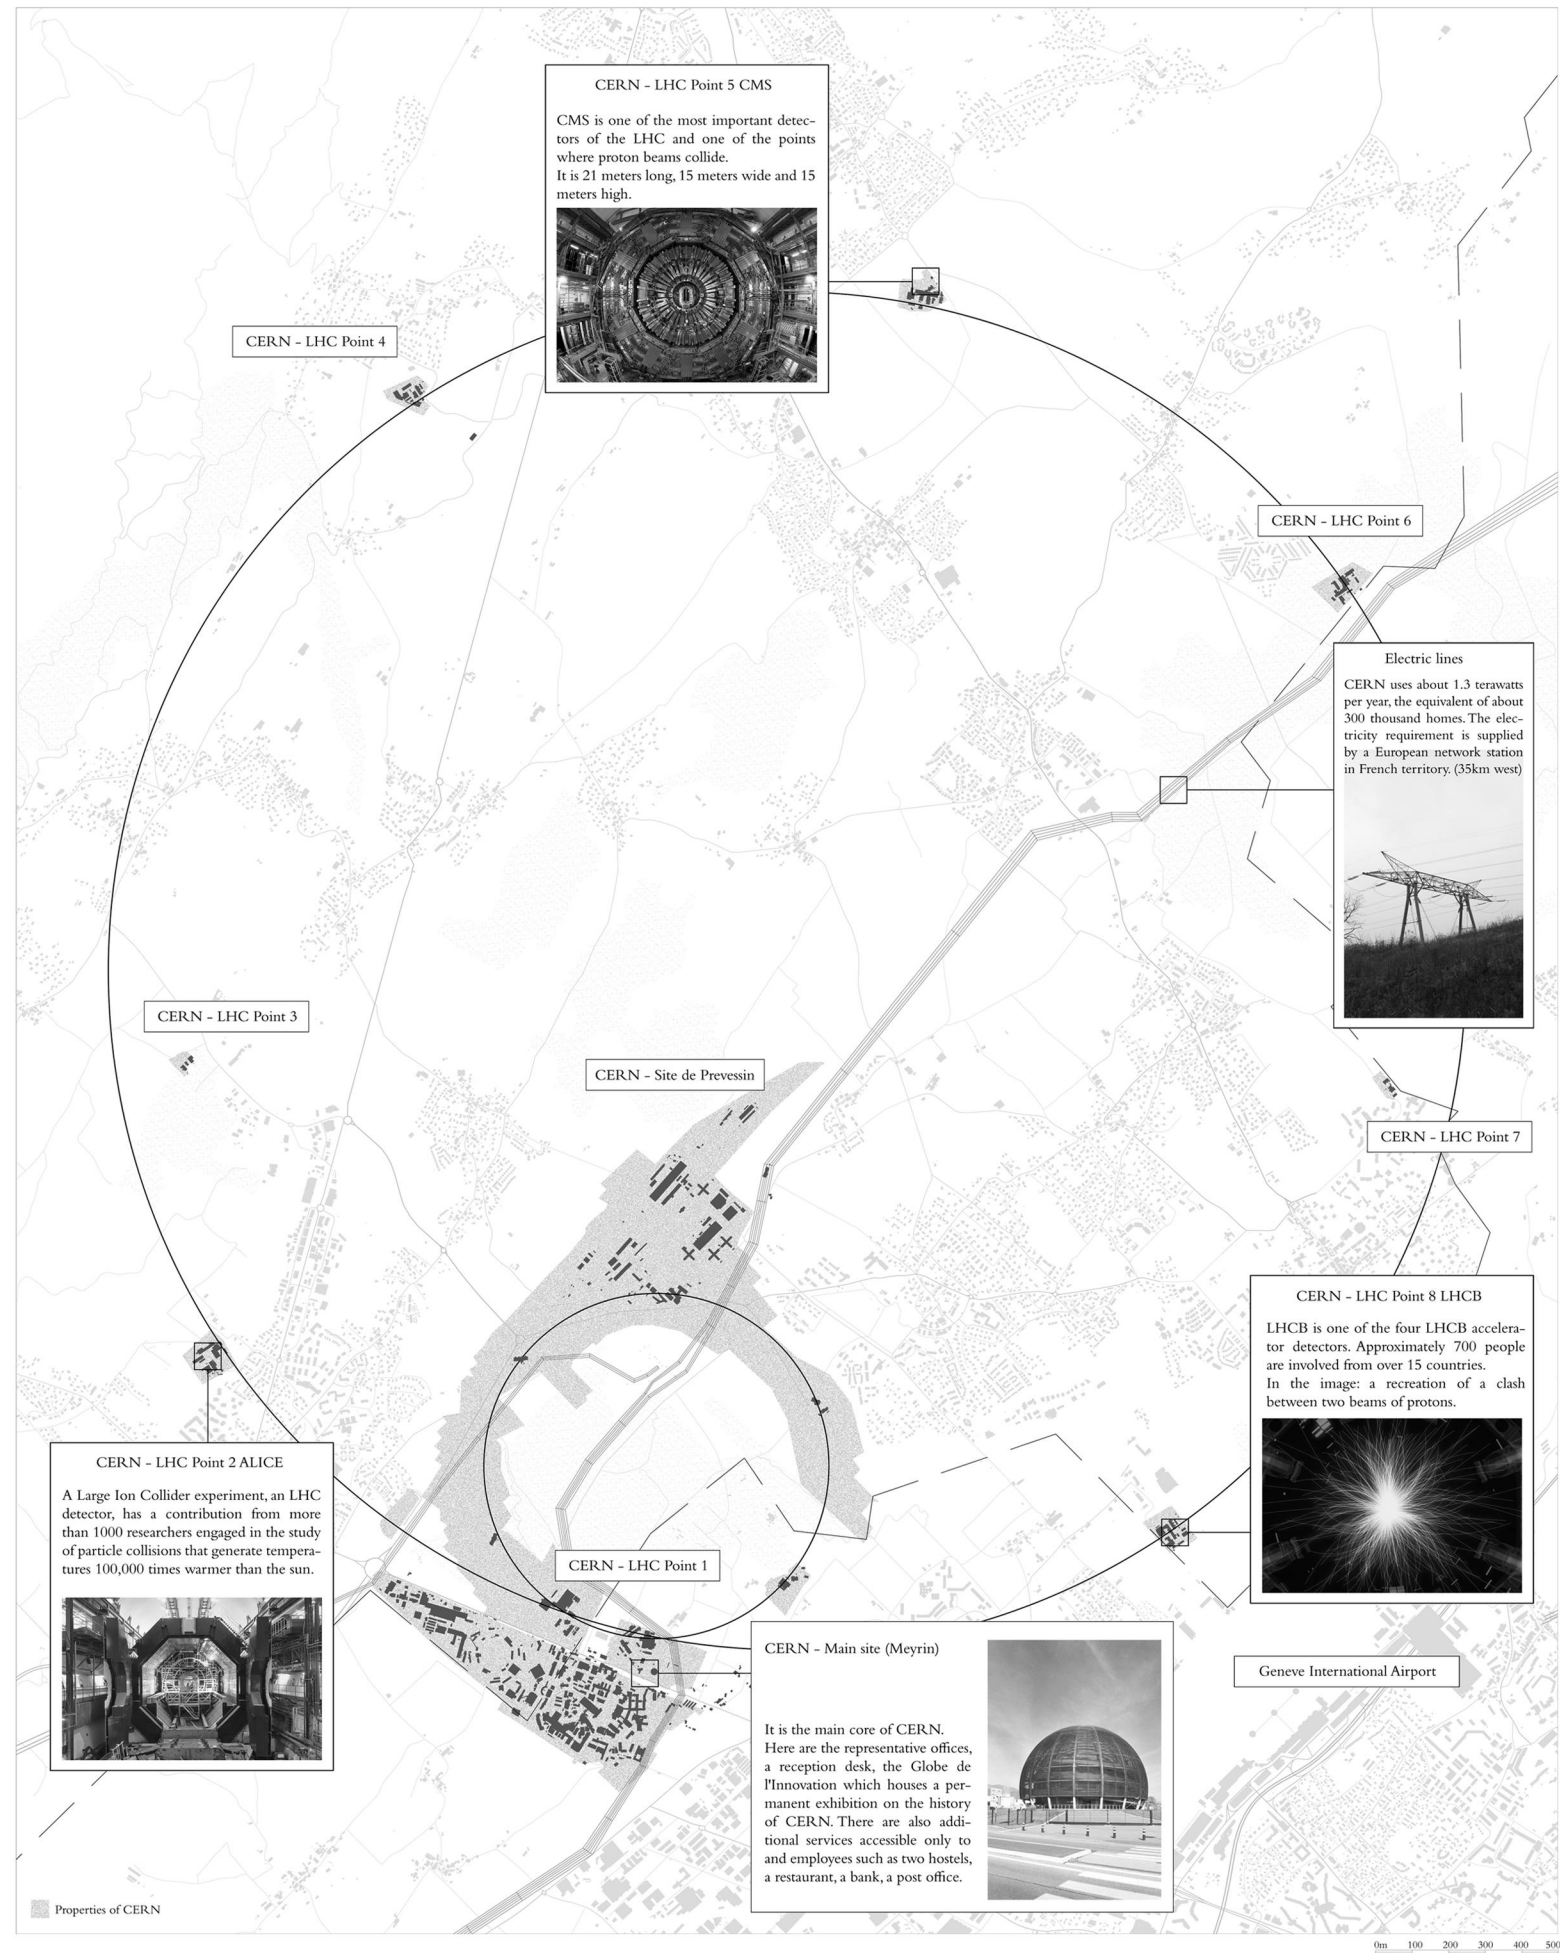 CERN - LHC Point 5 CMS
CMS is one of the most important detec-
tors of the LHC and one of the points
where proton beams collide.
It is 21 meters long, 15 meters wide and 15
meters high.
CERN - LHC Point 4
CERN - LHC Point 6
Electric lines
CERN uses about 1.3 terawatts
per year, the equivalent of about
300 thousand homes. The elec-
tricity requirement is supplied
by a European network station
in French territory. (35km west)
CERN - LHC Point 3
CERN - Site de Prevessin
CERN - LHC Point 7
CERN - LHC Point 8 LHCB
LHCB is one of the four LHCB accelera-
tor detectors. Approximately 700 people
are involved from over 15 countries.
In the image: a recreation of a clash
between two beams of protons.
CERN - LHC Point 2 ALICE
A Large Ion Collider experiment, an LHC
detector, has a contribution from more
than 1000 researchers engaged in the study
of particle collisions that generate tempera-
tures 100,000 times warmer than the sun.
CERN - LHC Point 1
CERN - Main site (Meyrin)
It is the main core of CERN.
Here are the representative offices,
a reception desk, the Globe de
l'Innovation which houses a per-
manent exhibition on the history
of CERN. There are also addi-
tional services accessible only to
and employees such as two hostels,
a restaurant, a bank, a post office.
Geneve International Airport
Properties of CERN
0m 100 200 300 400 500